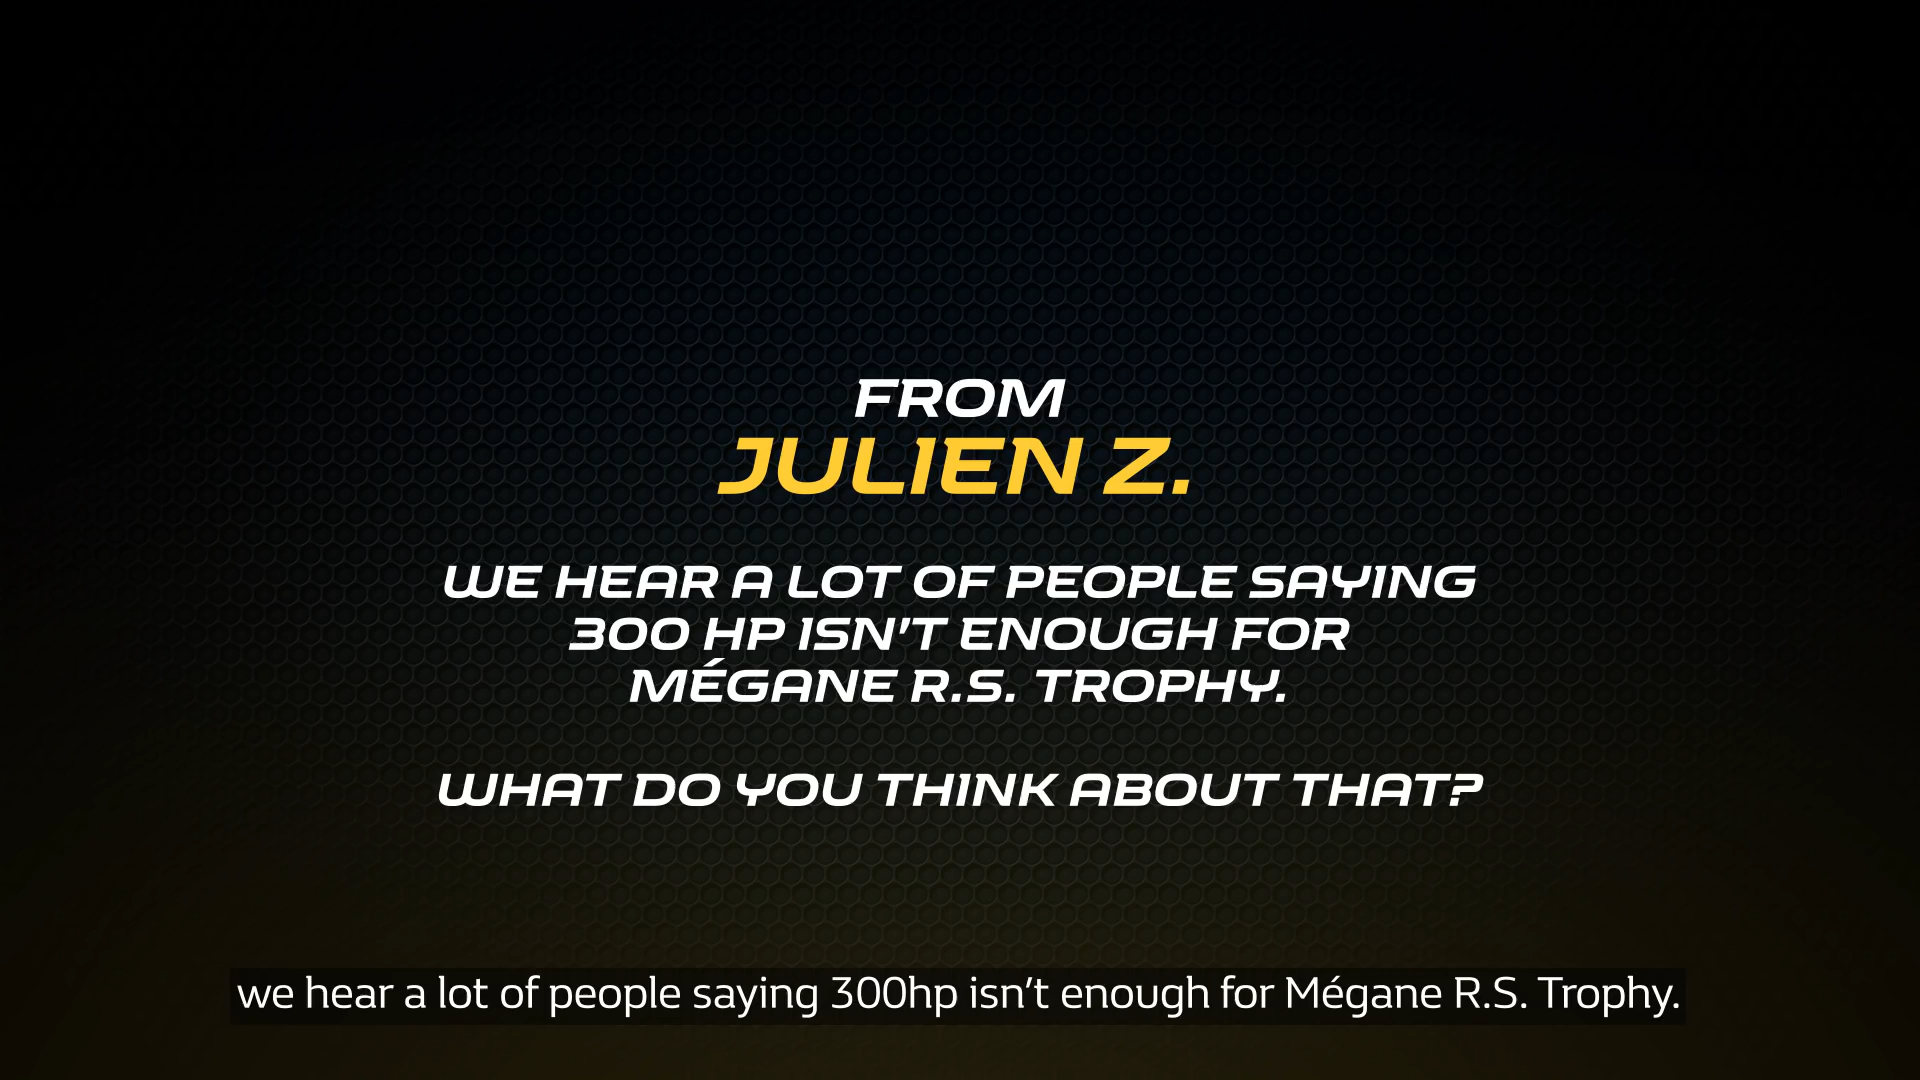 FROM
JULIEN Z.
WE HEAR A LOT OF PEOPLE SAYING
300 HP ISN'T ENOUGH FOR
MÉGANE R.S. TROPHY.
WHAT DO YOU THINK ABOUT THAT?
we hear a lot of people saying 300hp isn't enough for Mégane R.S. Trophy.